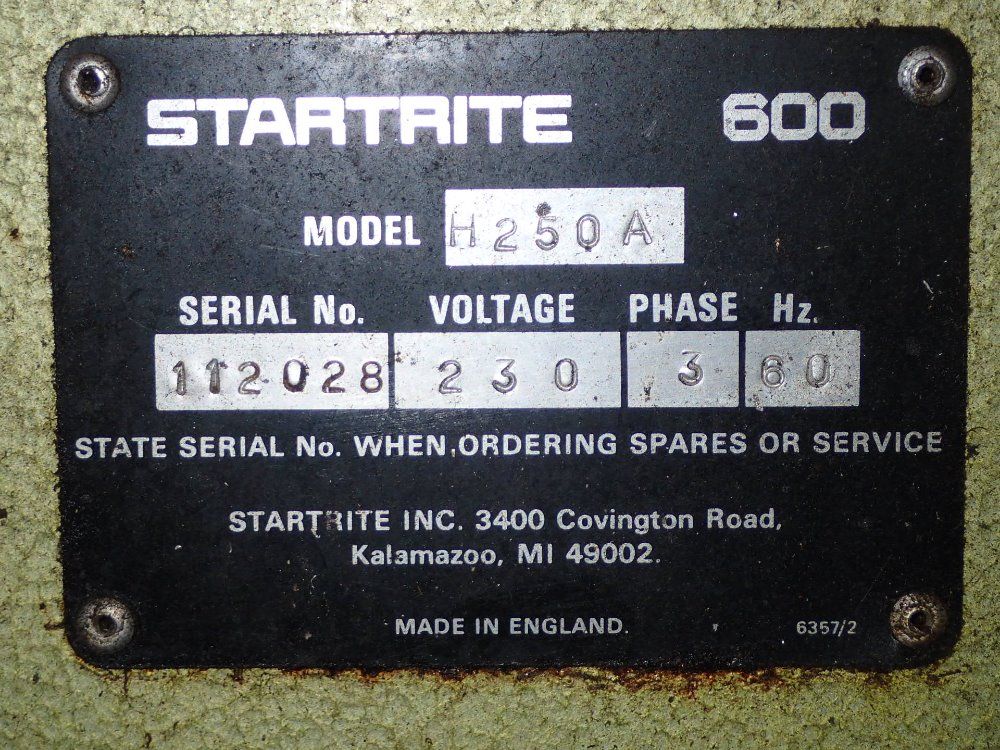 STARTRITE 600
MODEL H250A
SERIAL No. VOLTAGE PHASE Hz.
112028 230 3 60
STATE SERIAL No. WHEN ORDERING SPARES OR SERVICE
STARTRITE INC. 3400 Covington Road,
Kalamazoo, MI 49002.
MADE IN ENGLAND. 6357/2